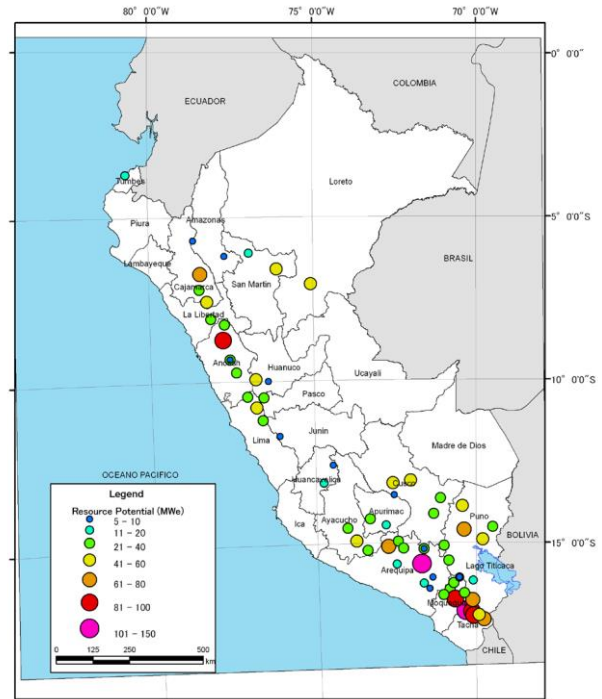 80° 0'0"W 75° 0'0"W 70° 0'0"W
0° 0'0"
COLOMBIA
ECUADOR
Tumbes
Loreto
Piura
Amazonas
5° 0'0"S
Lambayeque
BRASIL
Cajamarca
San Martin
La Libertad
Ancash
Huanuco
Ucayali
10° 0'0"S
Pasco
Junin
Lima
Madre de Dios
OCEANO PACIFICO
Huancavelica
Cusco
Legend
Resource Potential (MWe)
5 - 10
11 - 20
21 - 40
41 - 60
61 - 80
81 - 100
101 - 150
0 125 250 500
km
Ica
Ayacucho
Apurimac
Puno
BOLIVIA
15° 0'0"S
Arequipa
Lago Titicaca
Tacna
CHILE